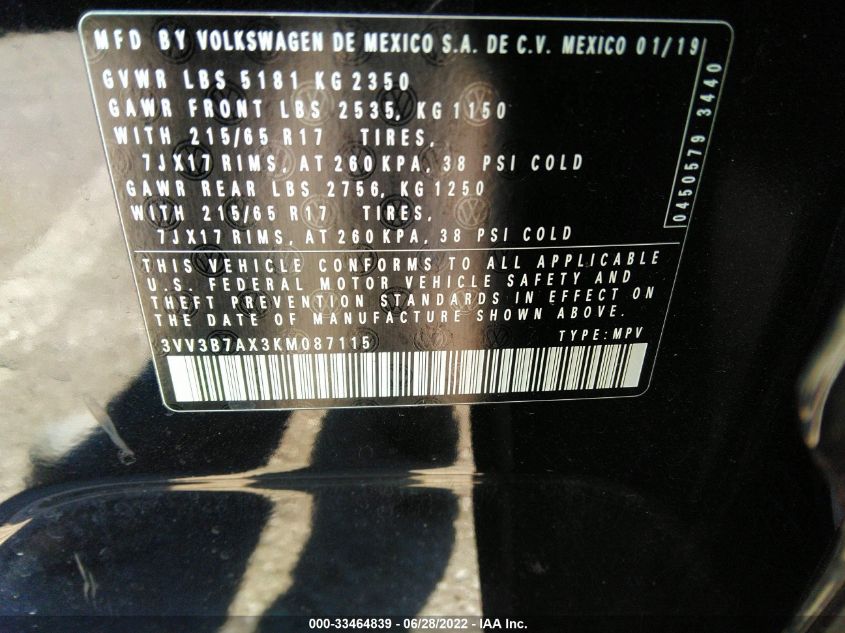 MFD BY VOLKSWAGEN DE MEXICO S.A. DE C.V. MEXICO 01/19
GVWR LBS 5181 KG 2350
GAWR FRONT LBS 2535, KG 1150
WITH 215/65 R17 TIRES,
7JX17 RIMS, AT 260 KPA, 38 PSI COLD
GAWR REAR LBS 2756, KG 1250
WITH 215/65 R17 TIRES,
7JX17 RIMS, AT 260 KPA, 38 PSI COLD
0450579 3440
THIS VEHICLE CONFORMS TO ALL APPLICABLE
U.S. FEDERAL MOTOR VEHICLE SAFETY AND
THEFT PREVENTION STANDARDS IN EFFECT ON
THE DATE OF MANUFACTURE SHOWN ABOVE.
3VV3B7AX3KM087115 TYPE: MPV
000-33464839 - 06/28/2022 - IAA Inc.